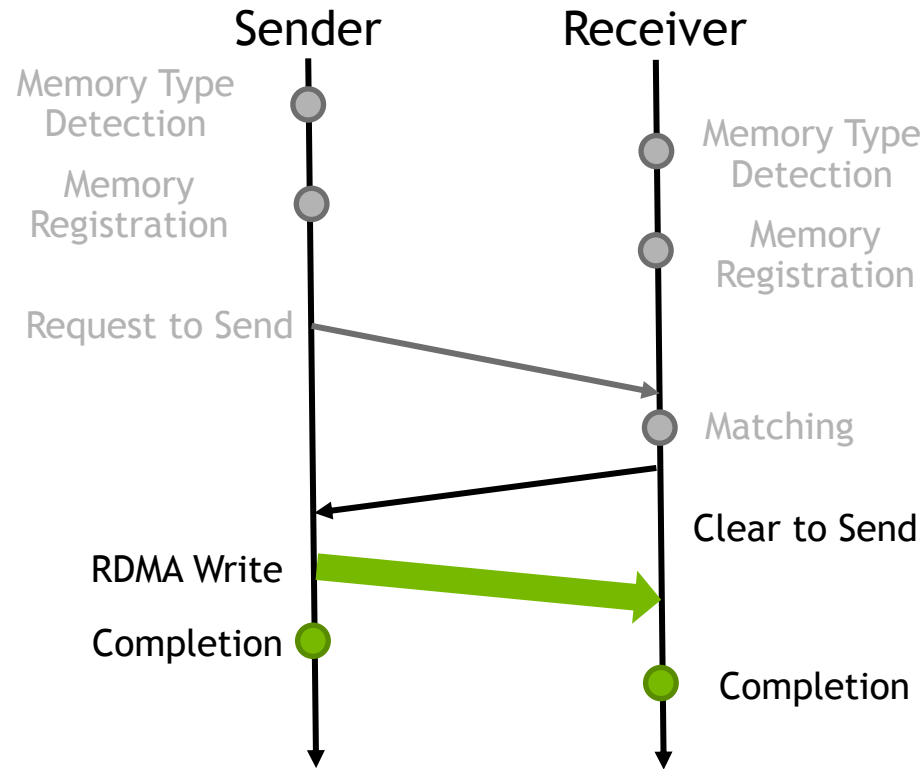 Sender
Receiver
Memory Type
Detection
Memory Type
Detection
Memory
Registration
Memory
Registration
Request to Send
Matching
Clear to Send
RDMA Write
Completion
Completion